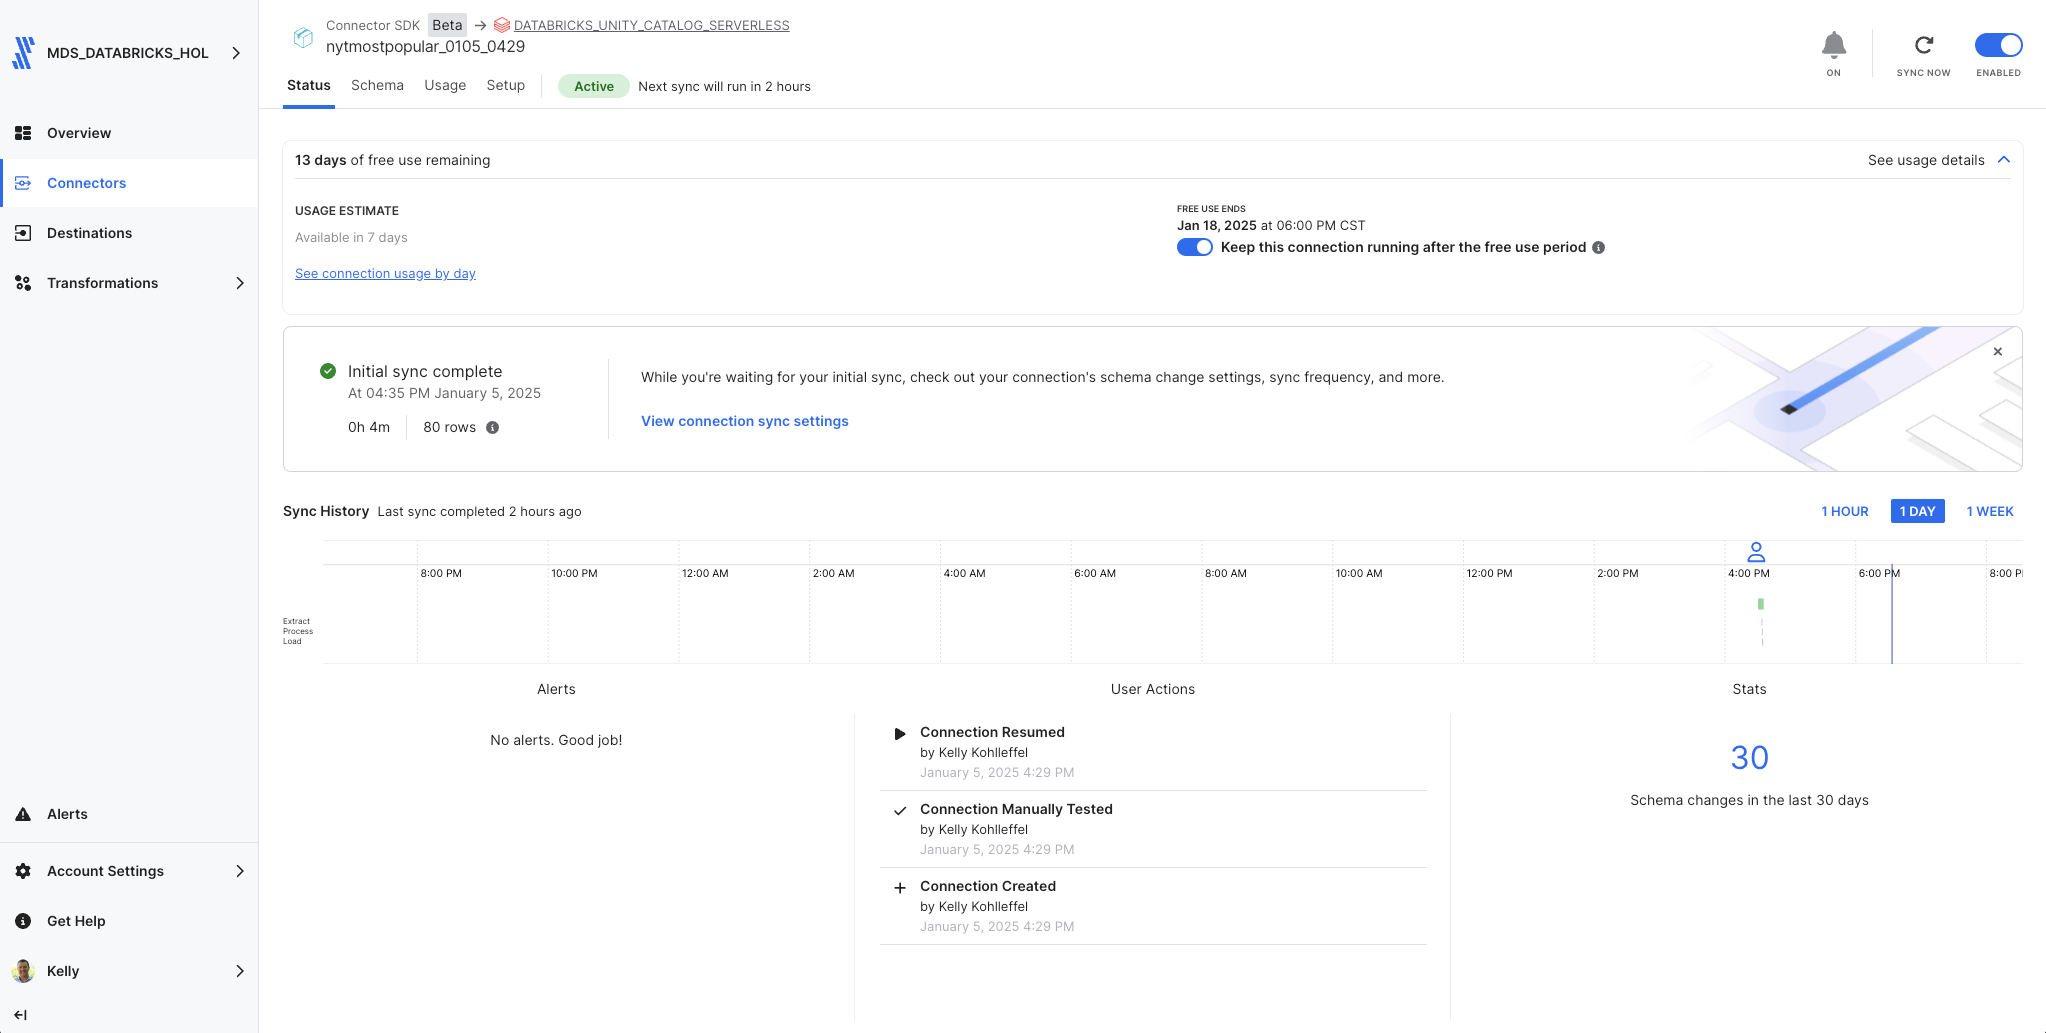 MDS_DATABRICKS_HOL
Overview
Connectors
Destinations
Transformations
Alerts
Account Settings
Get Help
Kelly
Connector SDK Beta → DATABRICKS_UNITY_CATALOG_SERVERLESS
nytmostpopular_0105_0429
ON
SYNC NOW
ENABLED
Status Schema Usage Setup Active Next sync will run in 2 hours
13 days of free use remaining
See usage details
USAGE ESTIMATE
Available in 7 days
See connection usage by day
FREE USE ENDS
Jan 18, 2025 at 06:00 PM CST
Keep this connection running after the free use period
Initial sync complete
At 04:35 PM January 5, 2025
0h 4m 80 rows
While you're waiting for your initial sync, check out your connection's schema change settings, sync frequency, and more.
View connection sync settings
Sync History Last sync completed 2 hours ago
1 HOUR 1 DAY 1 WEEK
8:00 PM 10:00 PM 12:00 AM 2:00 AM 4:00 AM 6:00 AM 8:00 AM 10:00 AM 12:00 PM 2:00 PM 4:00 PM 6:00 PM 8:00 P
Extract
Process
Load
Alerts
No alerts. Good job!
User Actions
Connection Resumed
by Kelly Kohlleffel
January 5, 2025 4:29 PM
Connection Manually Tested
by Kelly Kohlleffel
January 5, 2025 4:29 PM
Connection Created
by Kelly Kohlleffel
January 5, 2025 4:29 PM
Stats
30
Schema changes in the last 30 days